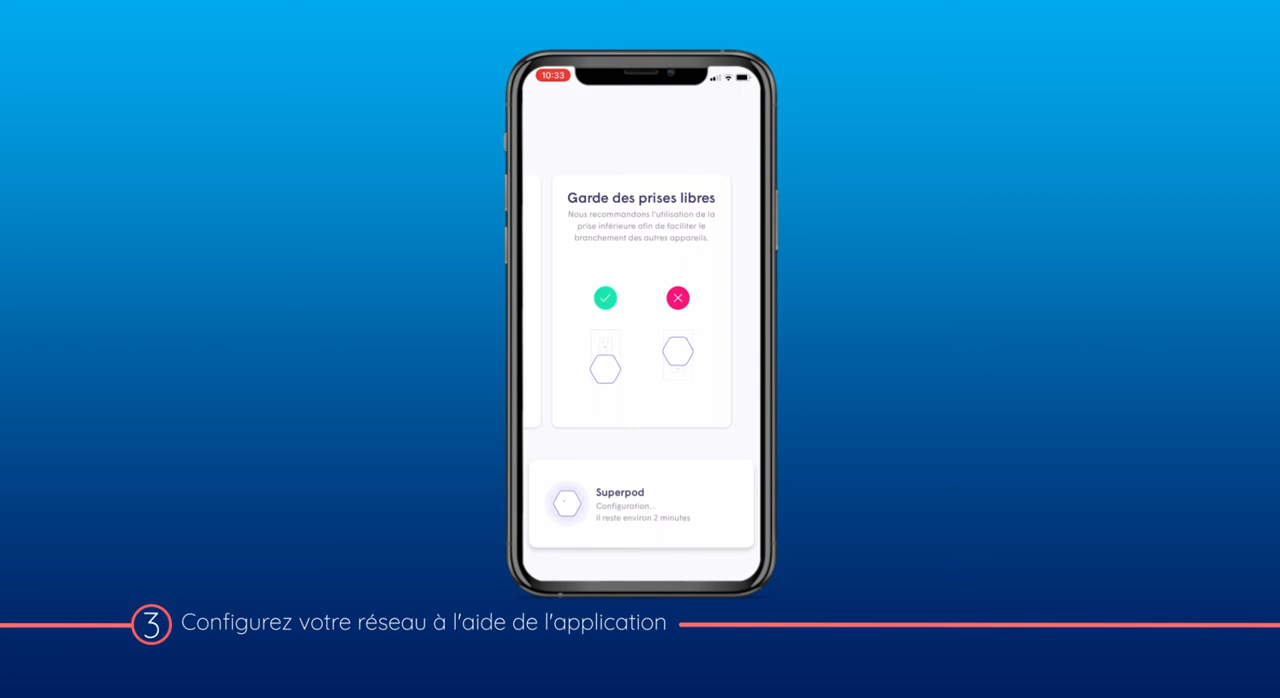 10:33
Garde des prises libres
Nous recommandons l'utilisation de la
prise inférieure afin de faciliter le
branchement des autres appareils.
Superpod
Configuration...
il reste environ 2 minutes
3 Configurez votre réseau à l'aide de l'application